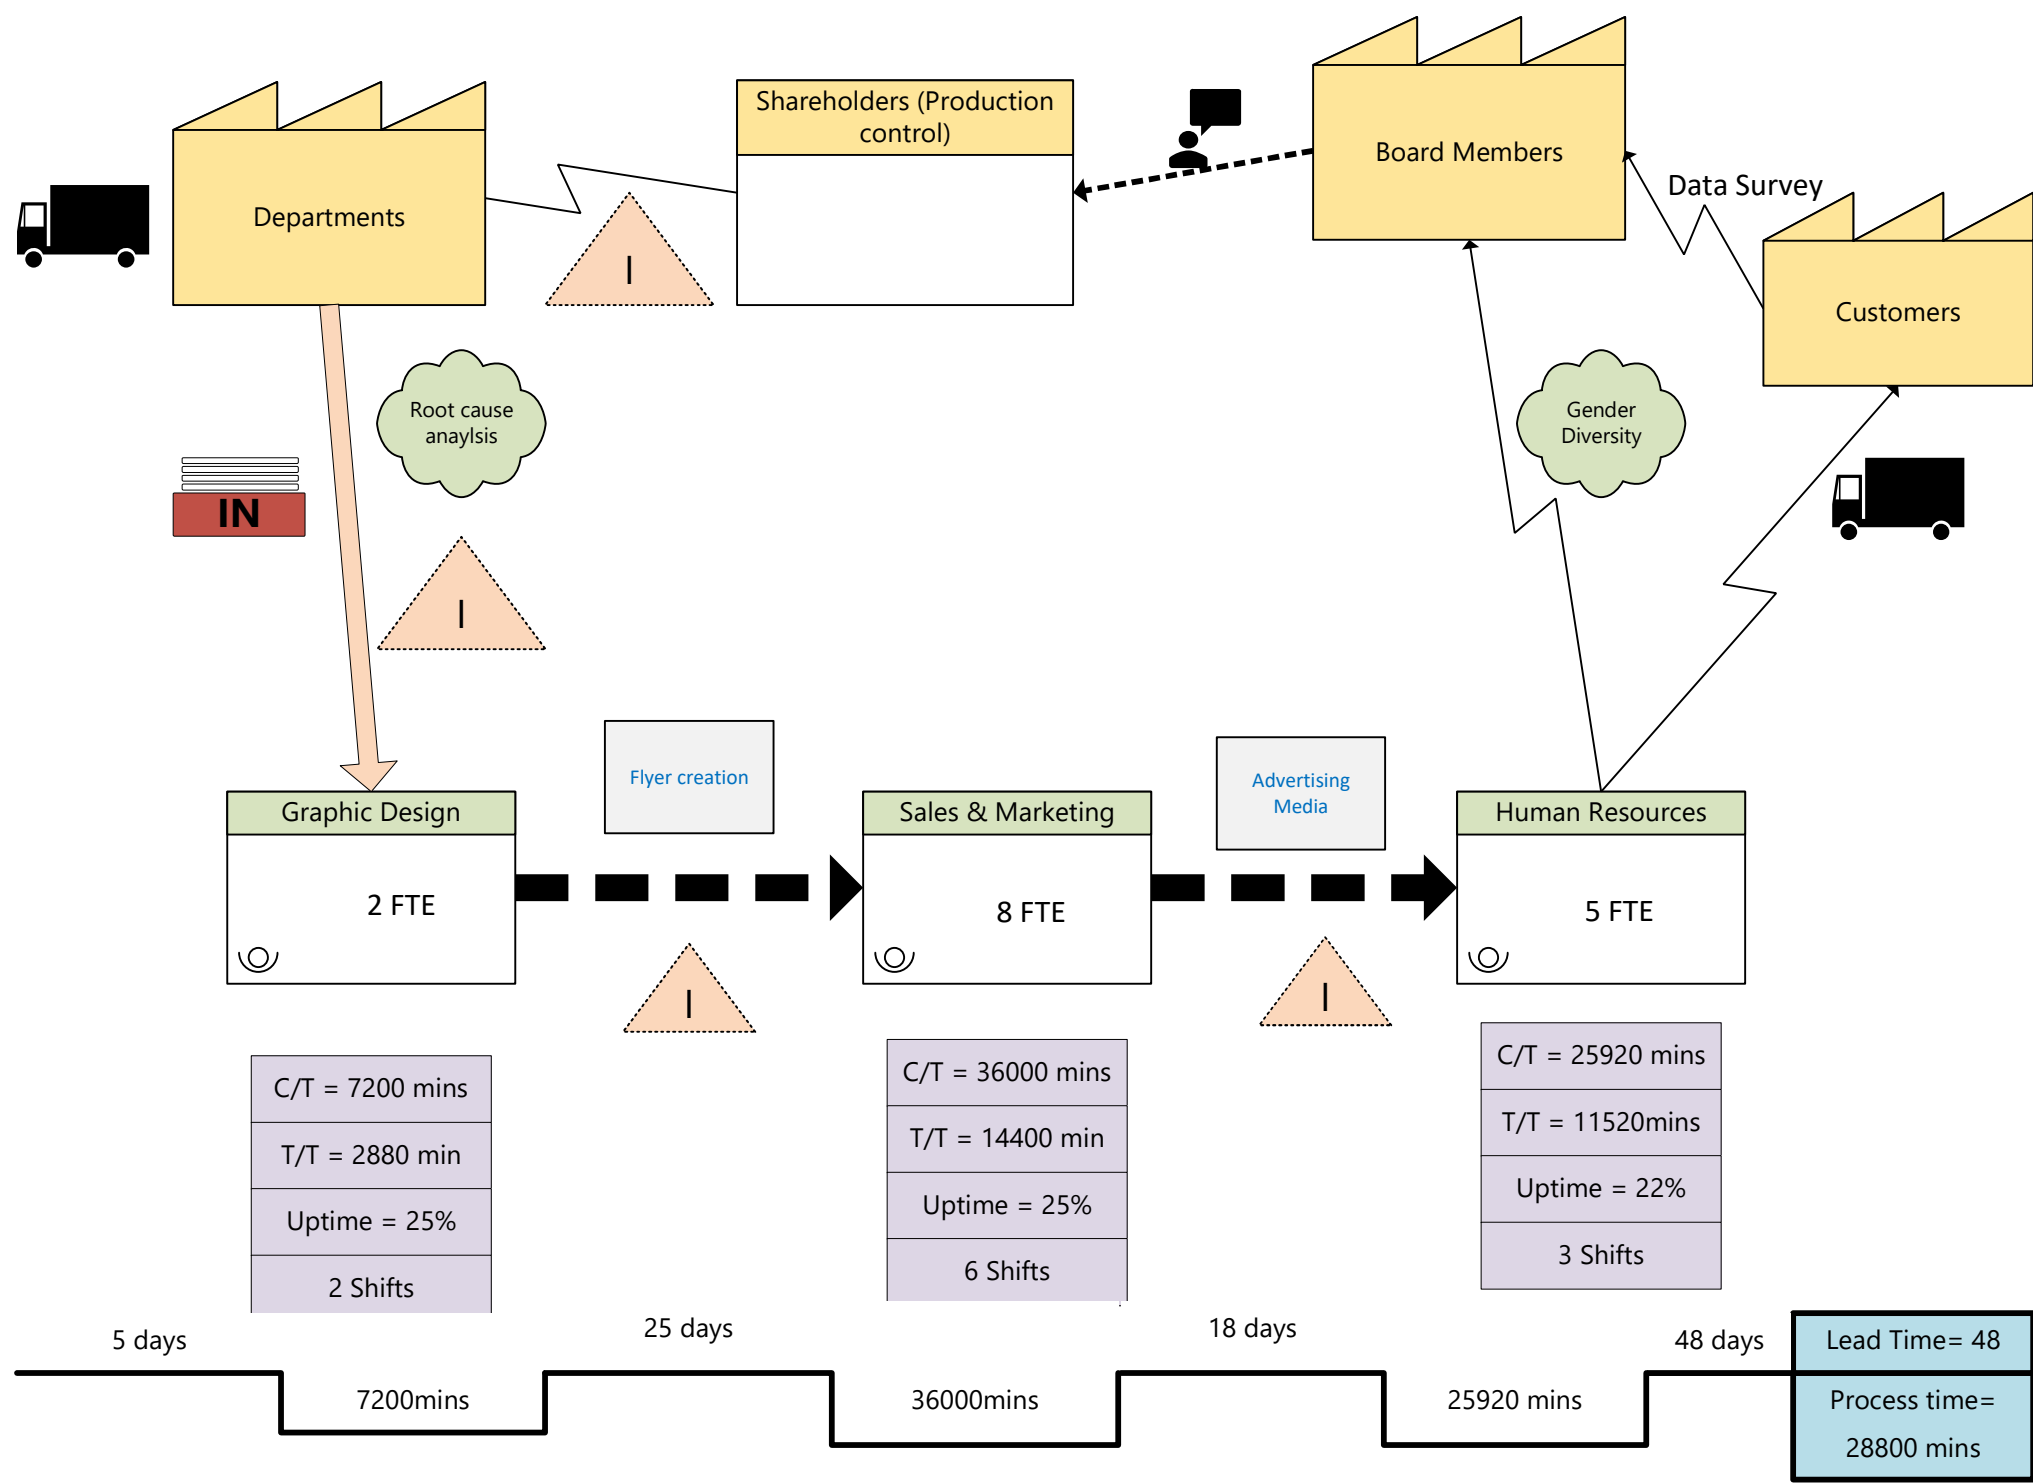 Shareholders (Production
control)
Board Members
Data Survey
Departments
I
Customers
Root cause
anaylsis
Gender
Diversity
IN
I
Flyer creation
Advertising
Media
Graphic Design
2 FTE
Sales & Marketing
8 FTE
Human Resources
5 FTE
I
I
C/T = 7200 mins
T/T = 2880 min
Uptime = 25%
2 Shifts
C/T = 36000 mins
T/T = 14400 min
Uptime = 25%
6 Shifts
C/T = 25920 mins
T/T = 11520mins
Uptime = 22%
3 Shifts
5 days
25 days
18 days
48 days
7200mins
36000mins
25920 mins
Lead Time= 48
Process time=
28800 mins